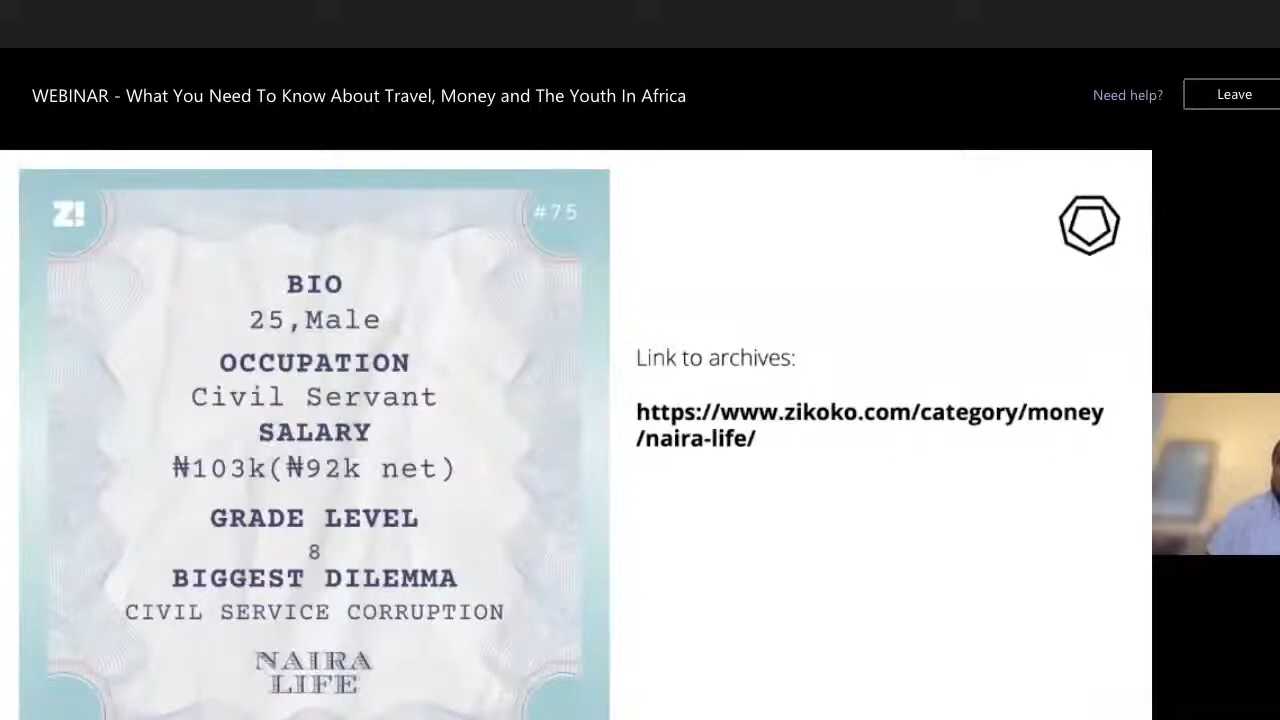 WEBINAR - What You Need To Know About Travel, Money and The Youth In Africa
Need help?
Leave
Z!
#75
BIO
25,Male
OCCUPATION
Civil Servant
SALARY
₦103k(₦92k net)
GRADE LEVEL
8
BIGGEST DILEMMA
CIVIL SERVICE CORRUPTION
NAIRA
LIFE
Link to archives:
https://www.zikoko.com/category/money
/naira-life/